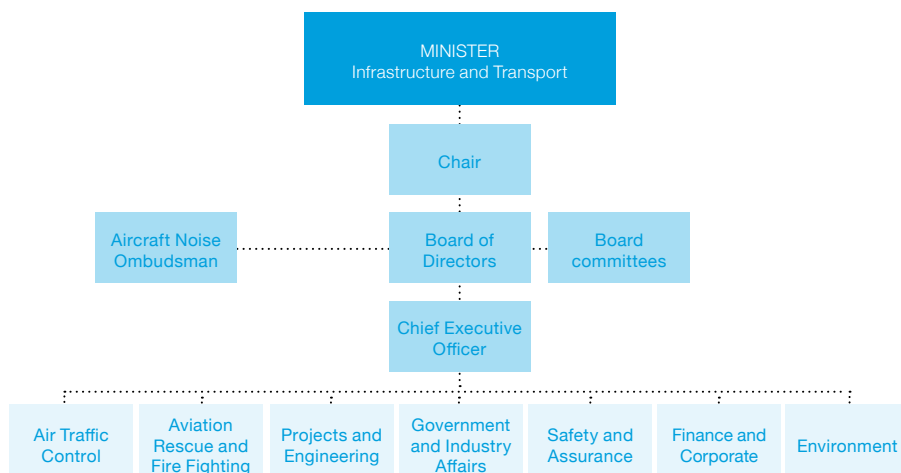 MINISTER
Infrastructure and Transport
Chair
Aircraft Noise
Ombudsman
Board of
Directors
Board
committees
Chief Executive
Officer
Air Traffic
Control
Aviation
Rescue and
Fire Fighting
Projects and
Engineering
Government
and Industry
Affairs
Safety and
Assurance
Finance and
Corporate
Environment